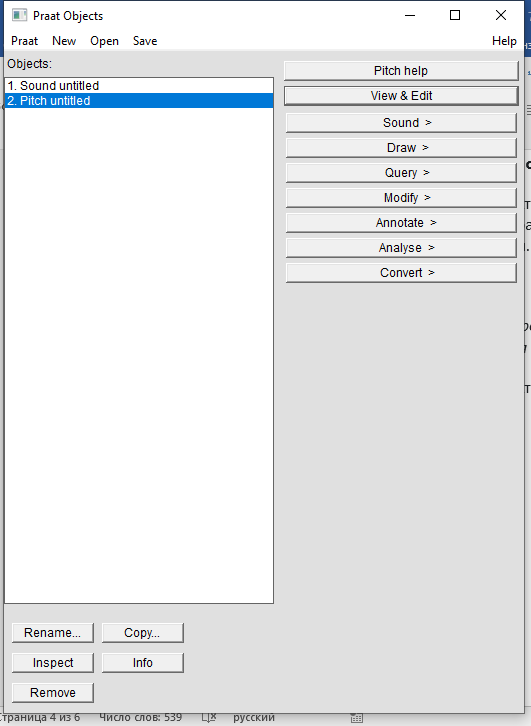 Praat Objects
Praat New Open Save Help
Objects:
1. Sound untitled
2. Pitch untitled
Pitch help
View & Edit
Sound >
Draw >
Query >
Modify >
Annotate >
Analyse >
Convert >
Rename... Copy...
Inspect Info
Remove
траница 4 из 6 Число слов: 539 русский